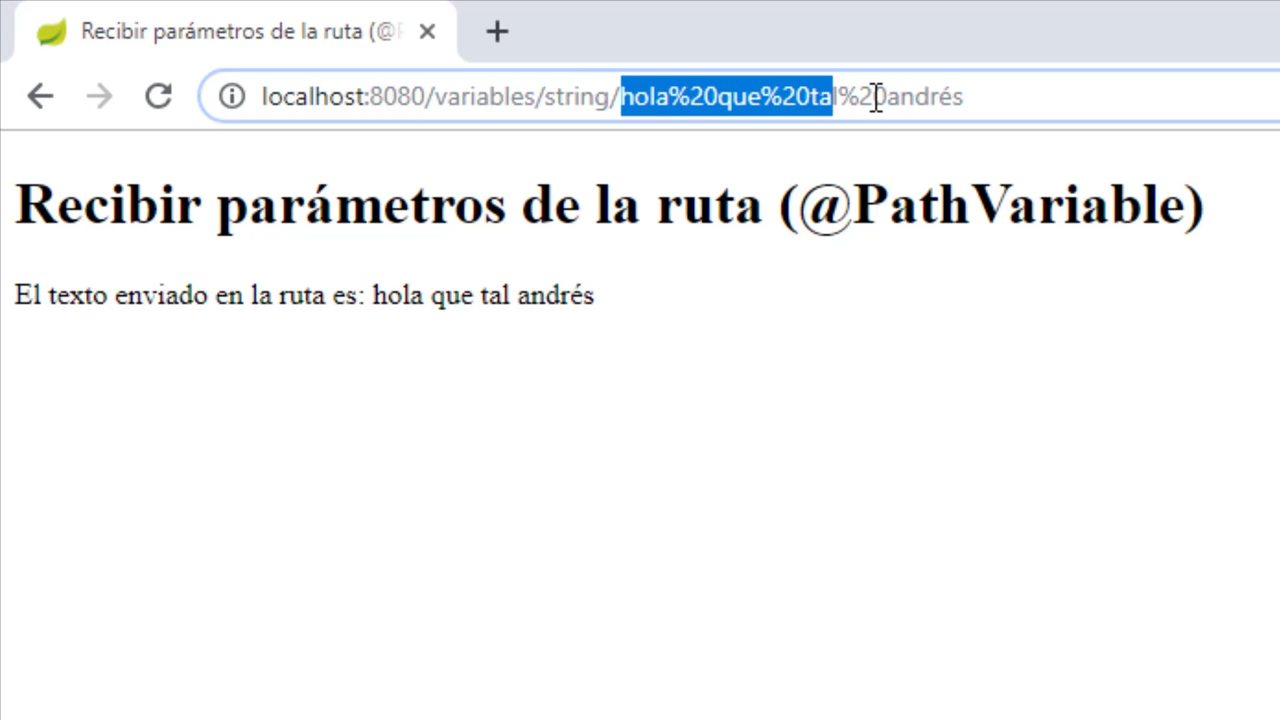 Recibir parámetros de la ruta (@
localhost:8080/variables/string/hola%20que%20tal%20andrés
Recibir parámetros de la ruta (@PathVariable)
El texto enviado en la ruta es: hola que tal andrés